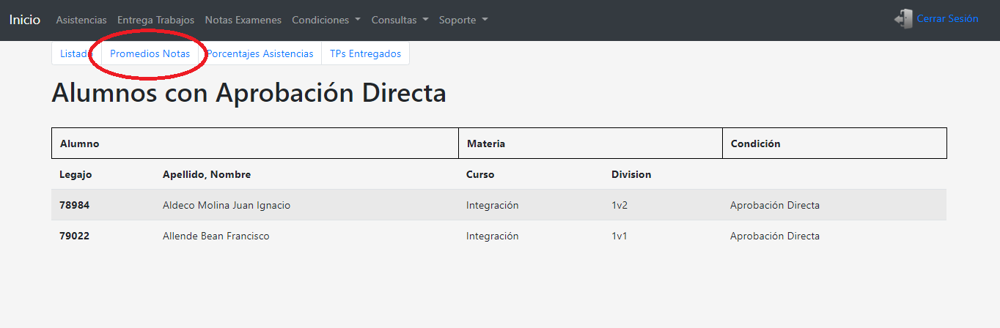 Inicio Asistencias Entrega Trabajos Notas Examenes Condiciones Consultas Soporte Cerrar Sesión
Listado Promedios Notas Porcentajes Asistencias TPs Entregados
Alumnos con Aprobación Directa
Alumno Materia Condición
Legajo Apellido, Nombre Curso Division
78984 Aldeco Molina Juan Ignacio Integración 1v2 Aprobación Directa
79022 Allende Bean Francisco Integración 1v1 Aprobación Directa